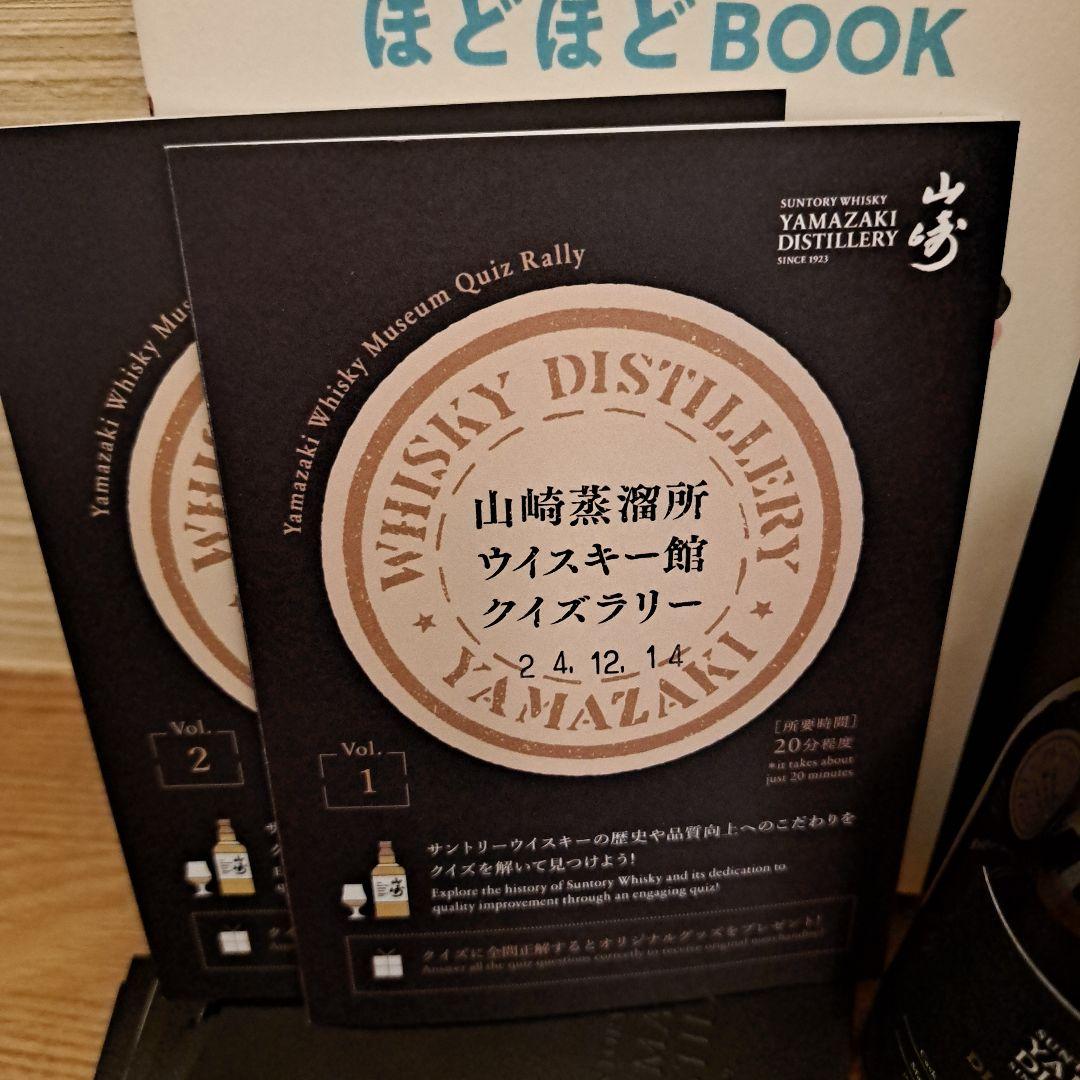 ほどほどBOOK
SUNTORY WHISKY
YAMAZAKI
DISTILLERY
SINCE 1923
山崎
Yamazaki Whisky Museum Quiz Rally
WHISKY DISTILLERY
山崎蒸溜所
ウイスキー館
クイズラリー
24.12.14
YAMAZAKI
[所要時間]
20分程度
*it takes about
just 20 minutes
Vol.
1
サントリーウイスキーの歴史や品質向上へのこだわりを
クイズを解いて見つけよう!
Explore the history of Suntory Whisky and its dedication to
quality improvement through an engaging quiz!
クイズに全問正解するとオリジナルグッズをプレゼント!
Answer all the quiz questions correctly to receive original merchandise!
Yamazaki Whisky
Vol.
2